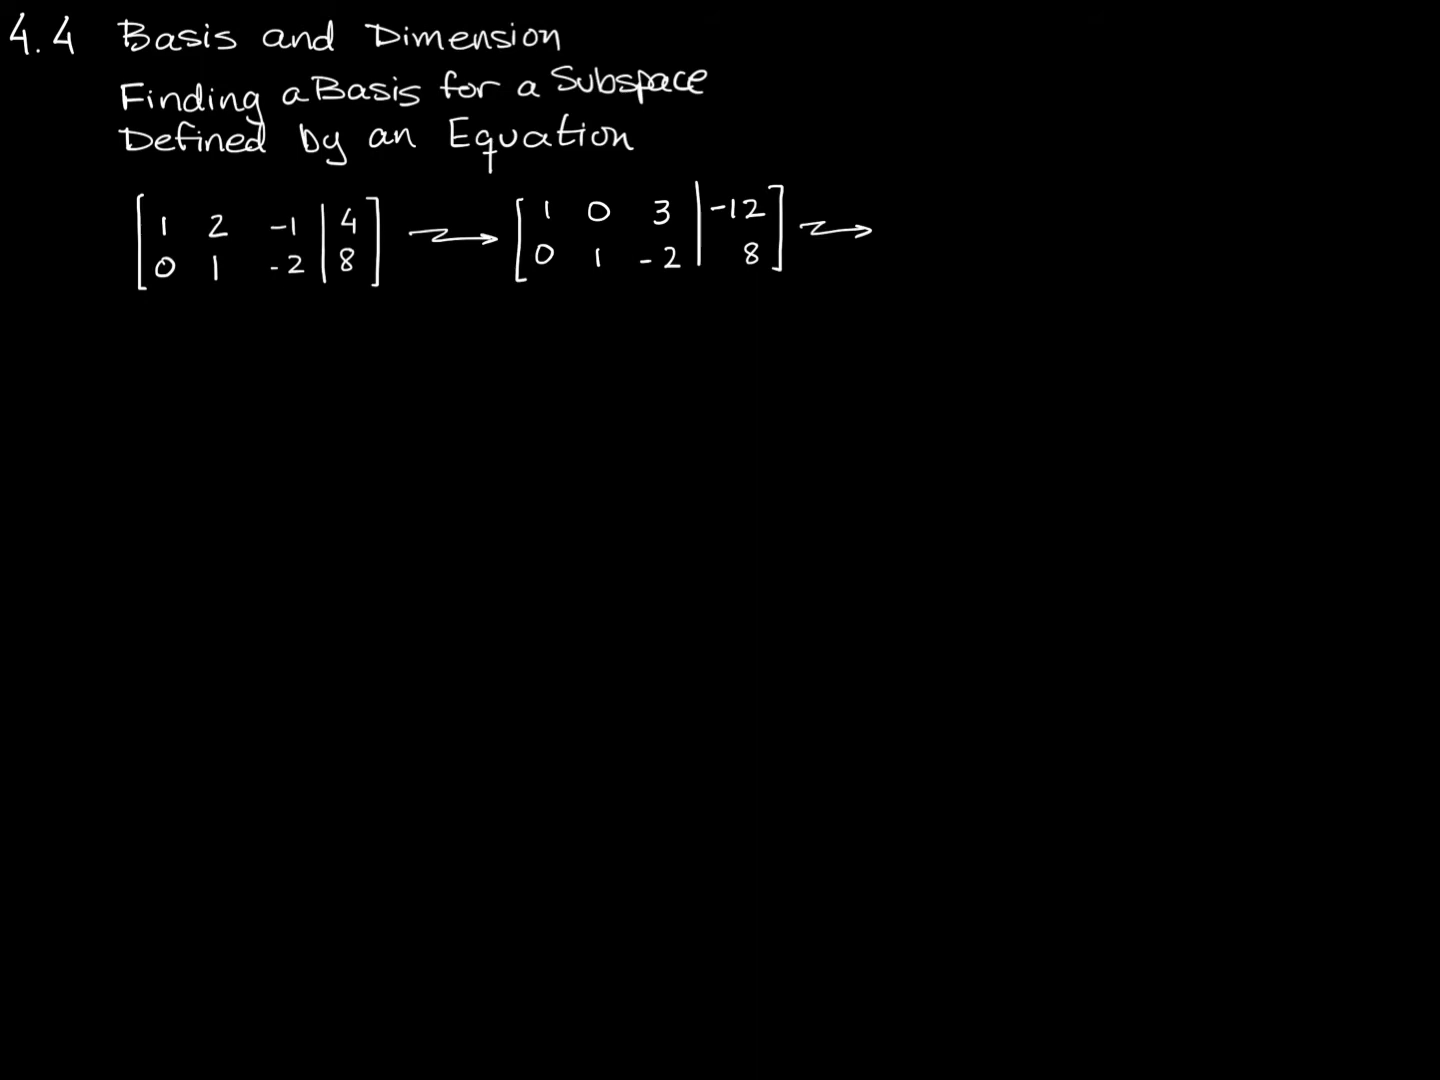 4.4 Basis and Dimension
Finding a Basis for a Subspace
Defined by an Equation
[1 2 -1 | 4] → [1 0 3 | -12] →
[0 1 -2 | 8] [0 1 -2 | 8]